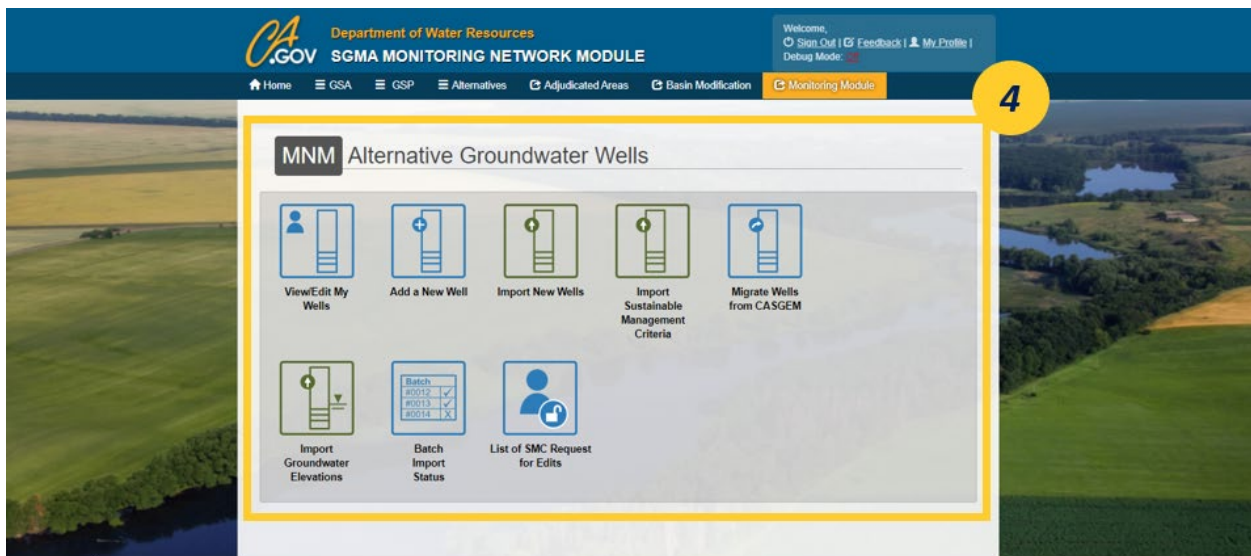 CA
.GOV
Department of Water Resources
SGMA MONITORING NETWORK MODULE
Welcome,
Sign Out | Feedback | My Profile |
Debug Mode:
Home GSA GSP Alternatives Adjudicated Areas Basin Modification Monitoring Module
4
MNM Alternative Groundwater Wells
View/Edit My
Wells
Add a New Well
Import New Wells
Import
Sustainable
Management
Criteria
Migrate Wells
from CASGEM
Import
Groundwater
Elevations
Batch
#0012
#0013
#0014
Batch
Import
Status
List of SMC Request
for Edits